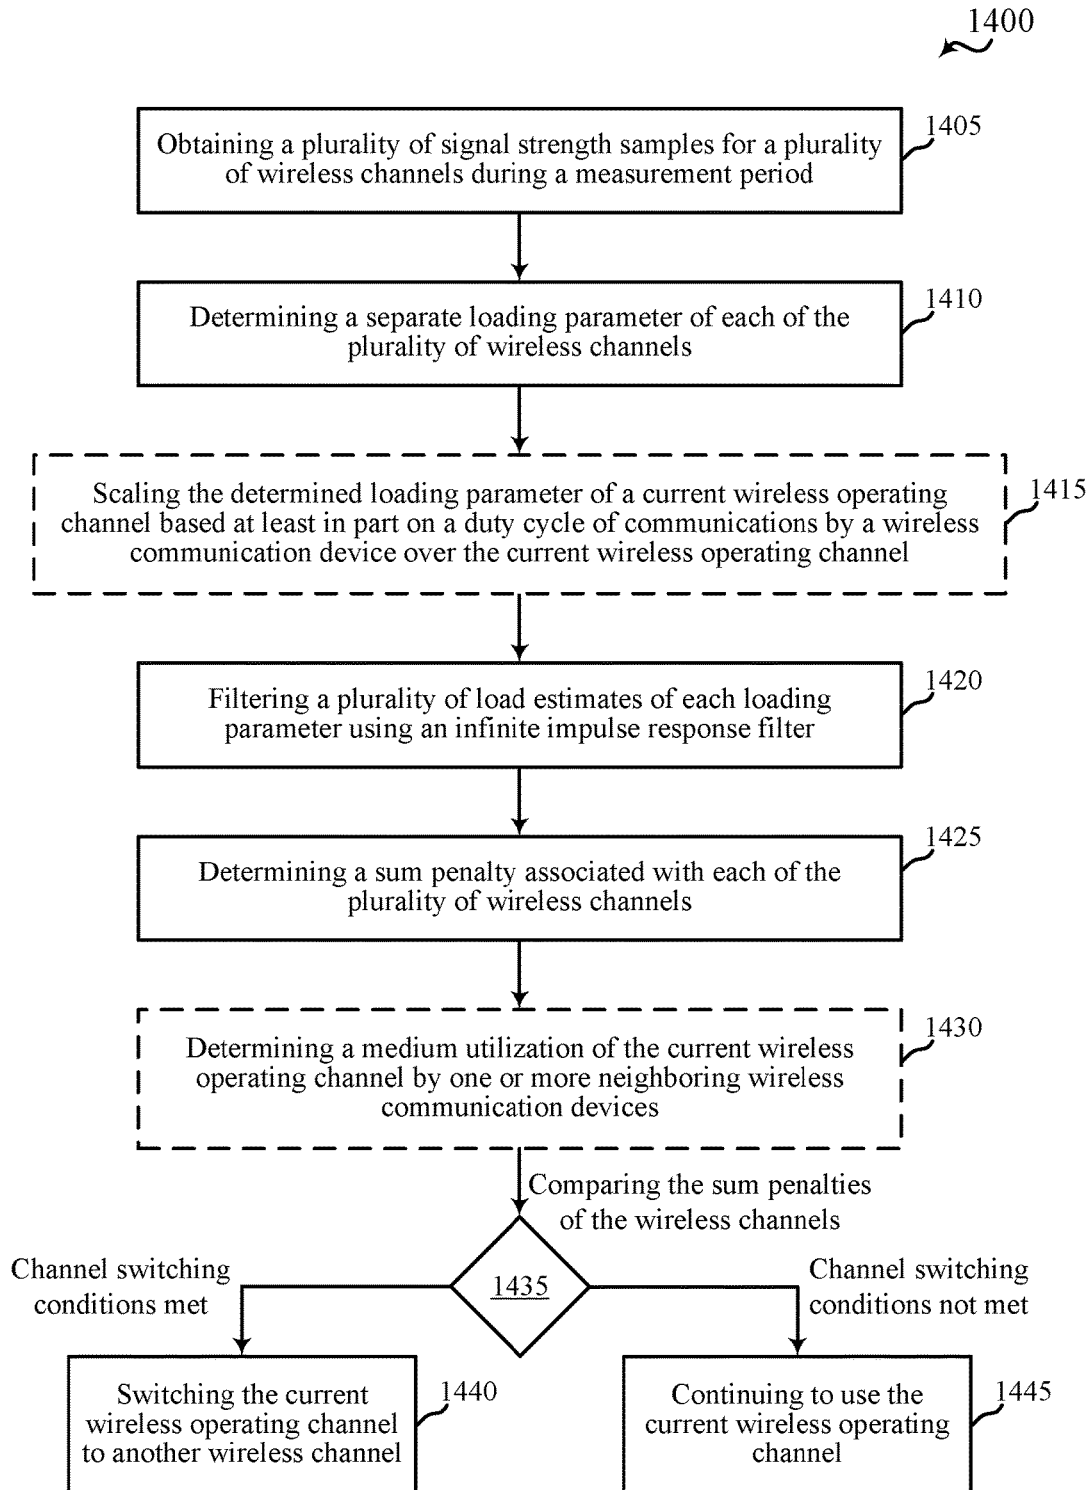 1400
Obtaining a plurality of signal strength samples for a plurality
of wireless channels during a measurement period
1405
Determining a separate loading parameter of each of the
plurality of wireless channels
1410
Scaling the determined loading parameter of a current wireless operating
channel based at least in part on a duty cycle of communications by a wireless
communication device over the current wireless operating channel
1415
Filtering a plurality of load estimates of each loading
parameter using an infinite impulse response filter
1420
Determining a sum penalty associated with each of the
plurality of wireless channels
1425
Determining a medium utilization of the current wireless
operating channel by one or more neighboring wireless
communication devices
1430
Comparing the sum penalties
of the wireless channels
1435
Channel switching
conditions met
Channel switching
conditions not met
Switching the current
wireless operating channel
to another wireless channel
1440
Continuing to use the
current wireless operating
channel
1445